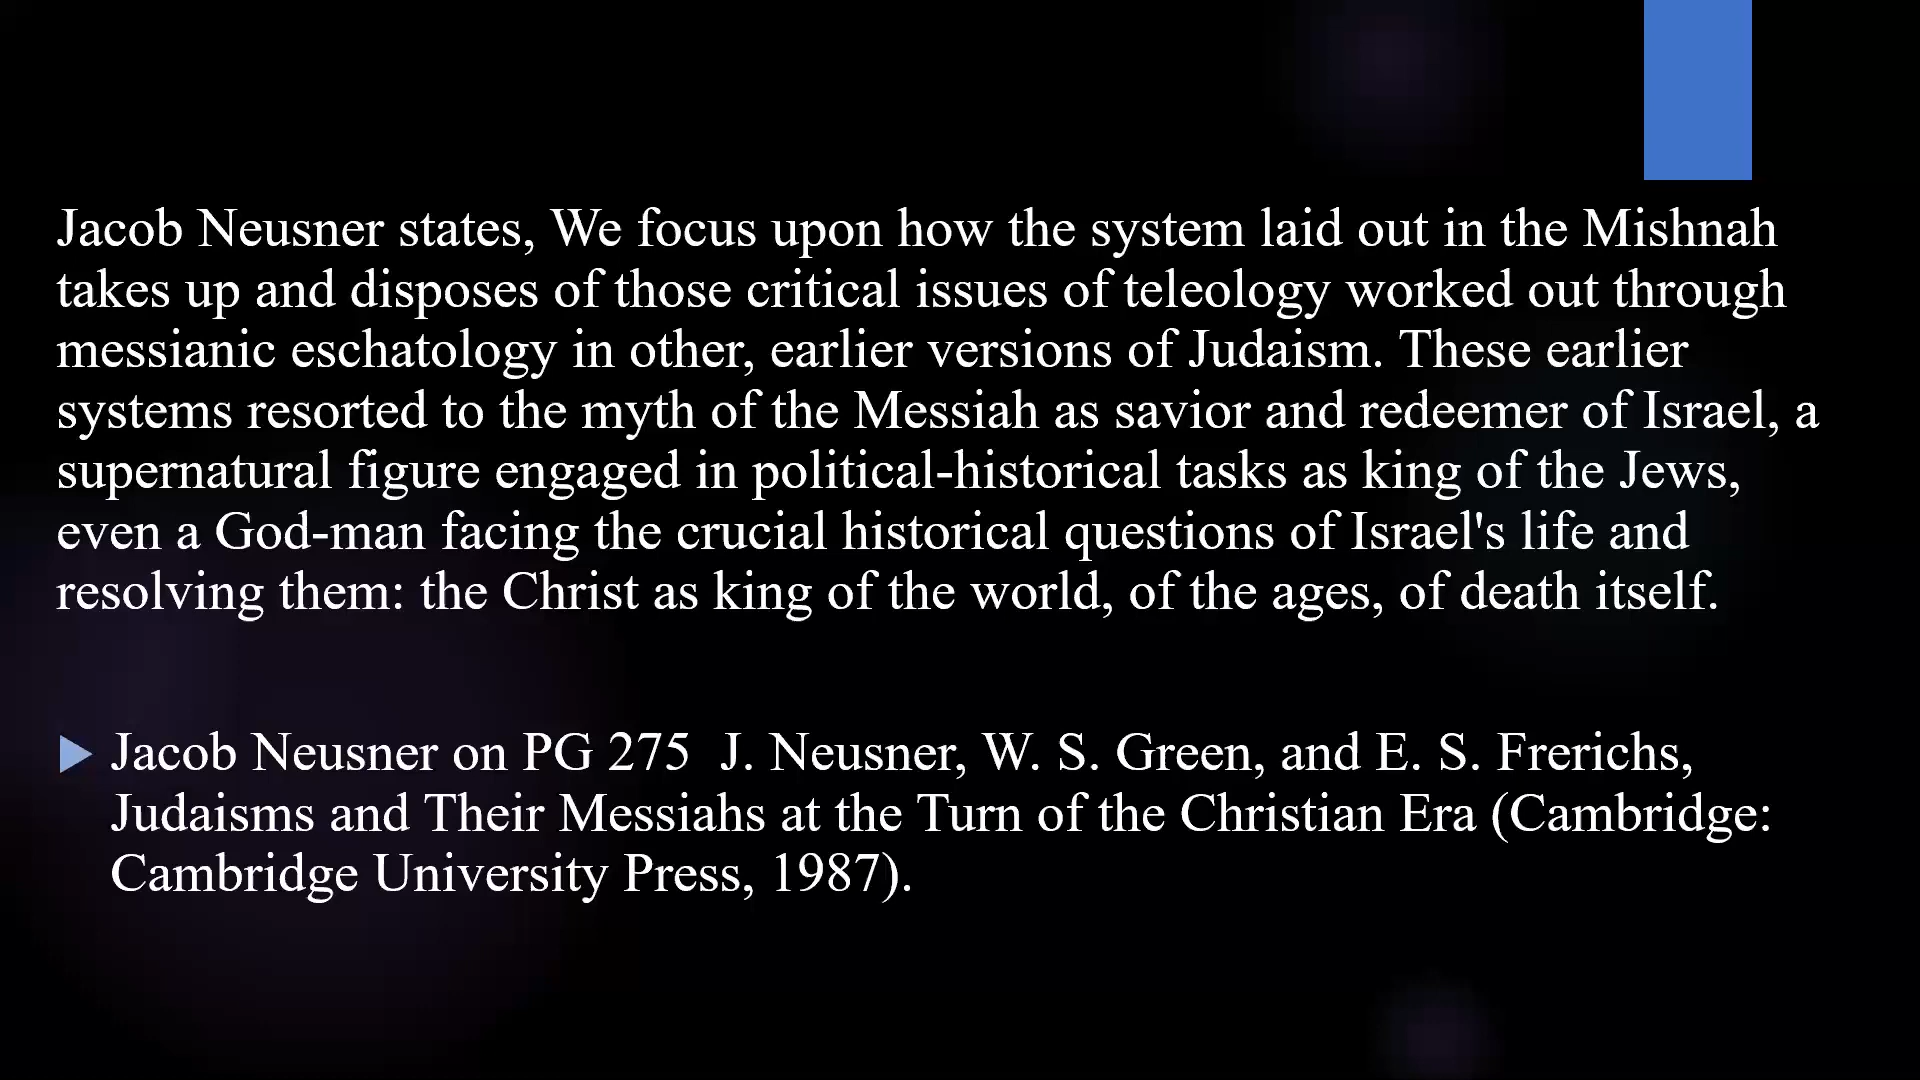 Jacob Neusner states, We focus upon how the system laid out in the Mishnah
takes up and disposes of those critical issues of teleology worked out through
messianic eschatology in other, earlier versions of Judaism. These earlier
systems resorted to the myth of the Messiah as savior and redeemer of Israel, a
supernatural figure engaged in political-historical tasks as king of the Jews,
even a God-man facing the crucial historical questions of Israel's life and
resolving them: the Christ as king of the world, of the ages, of death itself.
Jacob Neusner on PG 275  J. Neusner, W. S. Green, and E. S. Frerichs,
Judaisms and Their Messiahs at the Turn of the Christian Era (Cambridge:
Cambridge University Press, 1987).